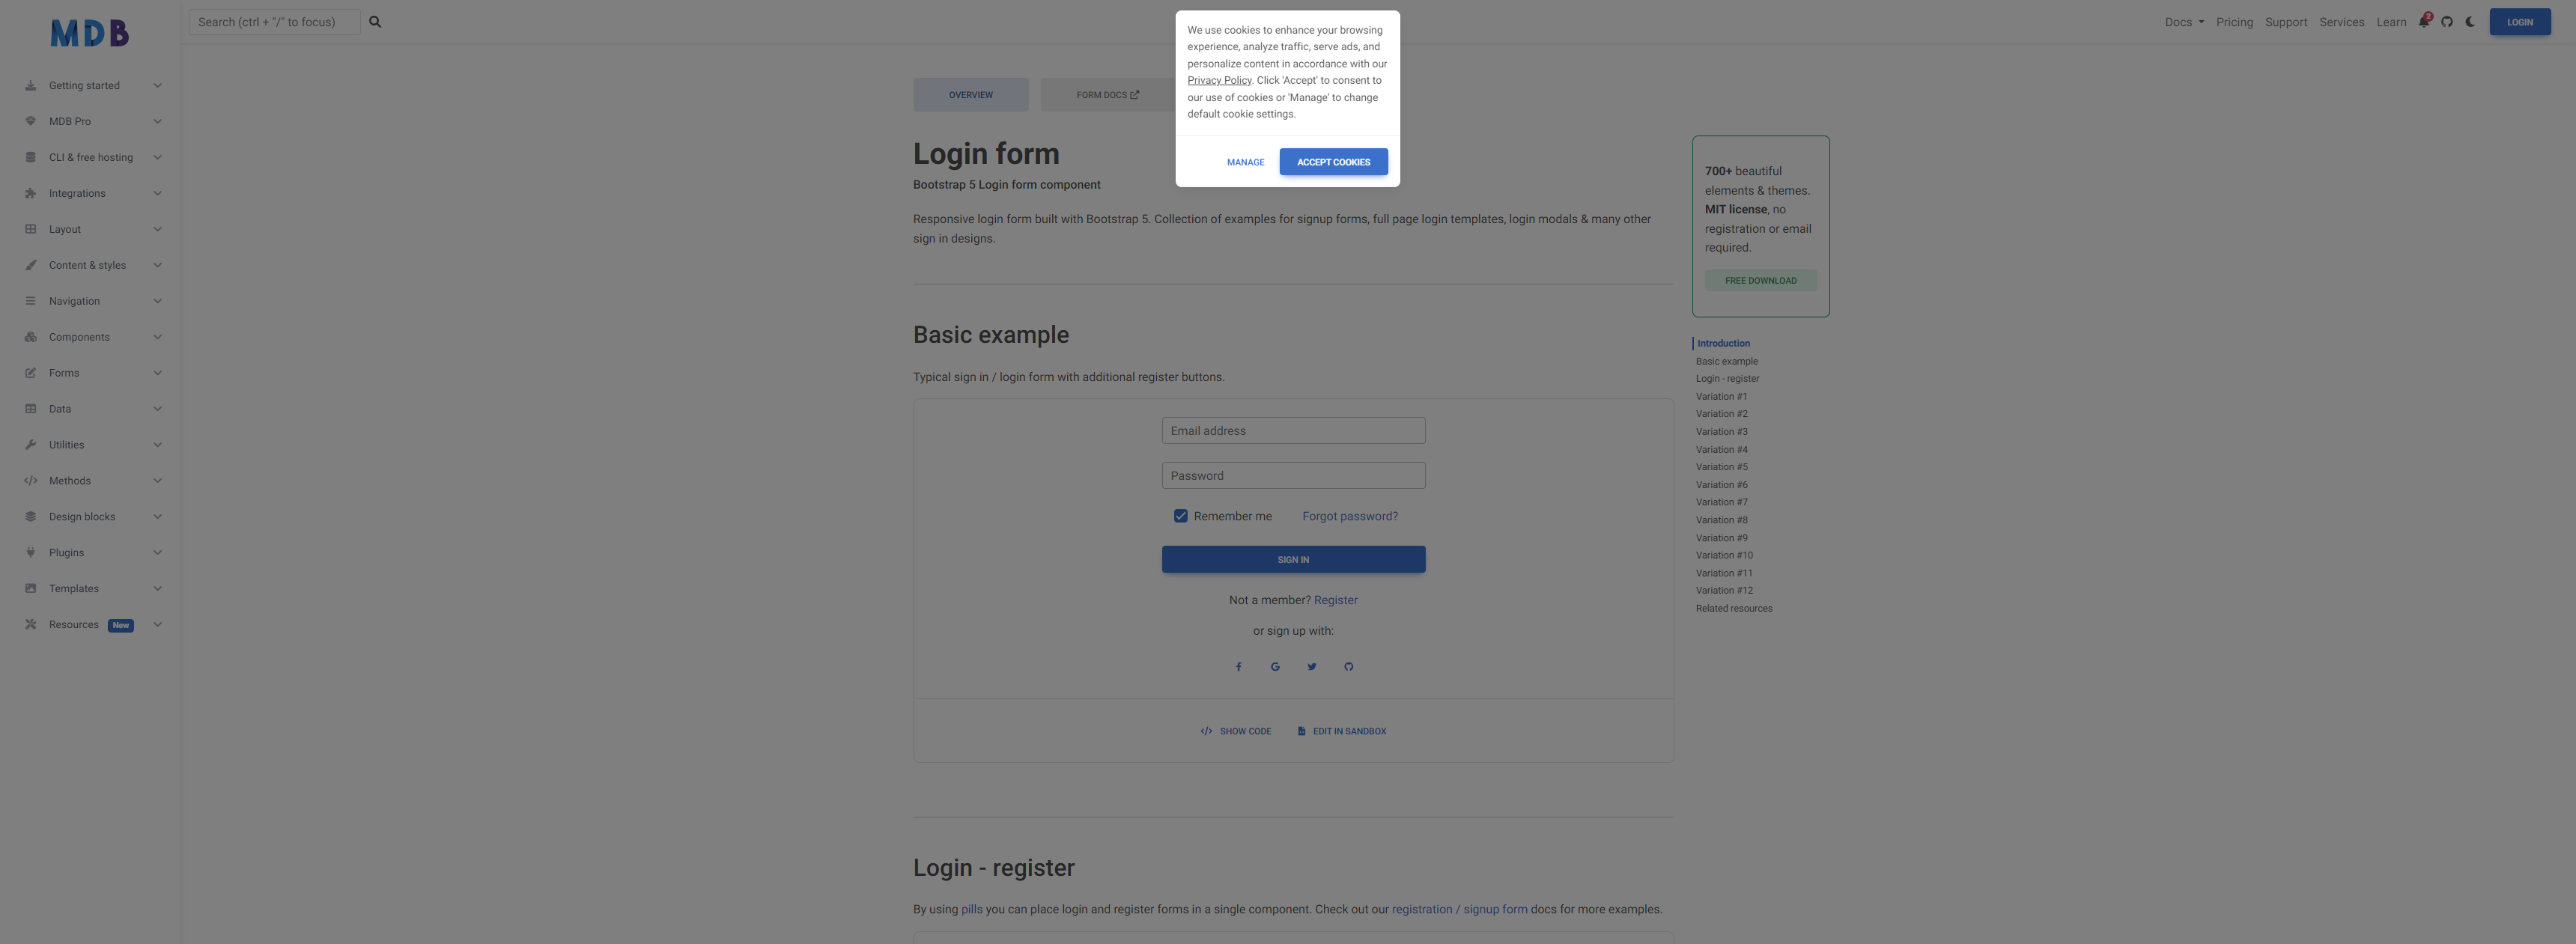 MDB
Search (ctrl + "/" to focus)
Docs
Pricing
Support
Services
Learn
2
LOGIN
Getting started
MDB Pro
CLI & free hosting
Integrations
Layout
Content & styles
Navigation
Components
Forms
Data
Utilities
Methods
Design blocks
Plugins
Templates
Resources New
We use cookies to enhance your browsing
experience, analyze traffic, serve ads, and
personalize content in accordance with our
Privacy Policy. Click 'Accept' to consent to
our use of cookies or 'Manage' to change
default cookie settings.
MANAGE
ACCEPT COOKIES
OVERVIEW
FORM DOCS
Login form
Bootstrap 5 Login form component
Responsive login form built with Bootstrap 5. Collection of examples for signup forms, full page login templates, login modals & many other
sign in designs.
Basic example
Typical sign in / login form with additional register buttons.
Email address
Password
Remember me
Forgot password?
SIGN IN
Not a member? Register
or sign up with:
SHOW CODE
EDIT IN SANDBOX
Login - register
By using pills you can place login and register forms in a single component. Check out our registration / signup form docs for more examples.
700+ beautiful
elements & themes.
MIT license, no
registration or email
required.
FREE DOWNLOAD
Introduction
Basic example
Login - register
Variation #1
Variation #2
Variation #3
Variation #4
Variation #5
Variation #6
Variation #7
Variation #8
Variation #9
Variation #10
Variation #11
Variation #12
Related resources